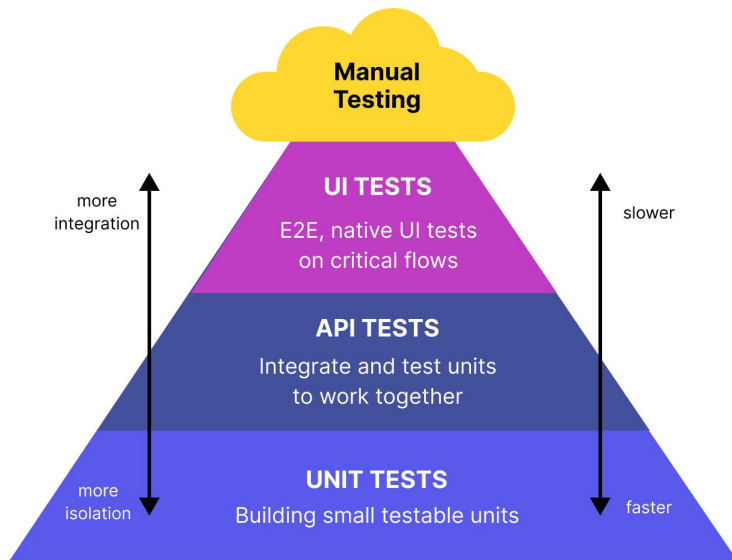 Manual
Testing
UI TESTS
E2E, native UI tests
on critical flows
more
integration
slower
API TESTS
Integrate and test units
to work together
UNIT TESTS
Building small testable units
more
isolation
faster